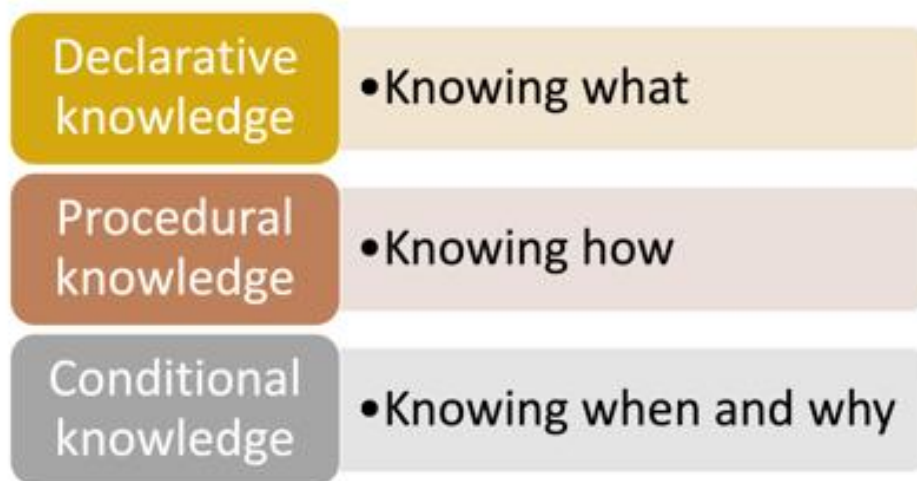 Declarative
knowledge
•Knowing what
Procedural
knowledge
•Knowing how
Conditional
knowledge
•Knowing when and why